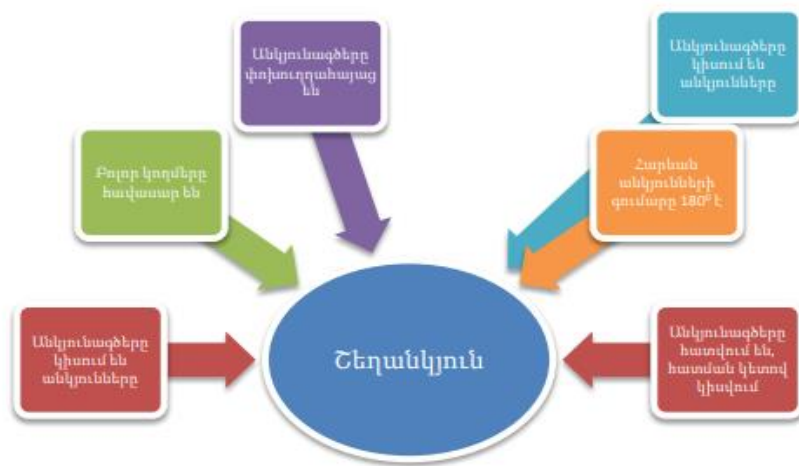 Անկյունագծերը
փոխուղղահայաց
են
Անկյունագծերը
կիսում են
անկյունները
Բոլոր կողմերը
հավասար են
Հարևան
անկյունների
գումարը 180⁰ է
Անկյունագծերը
կիսում են
անկյունները
Շեղանկյուն
Անկյունագծերը
հատվում են,
հատման կետով
կիսվում